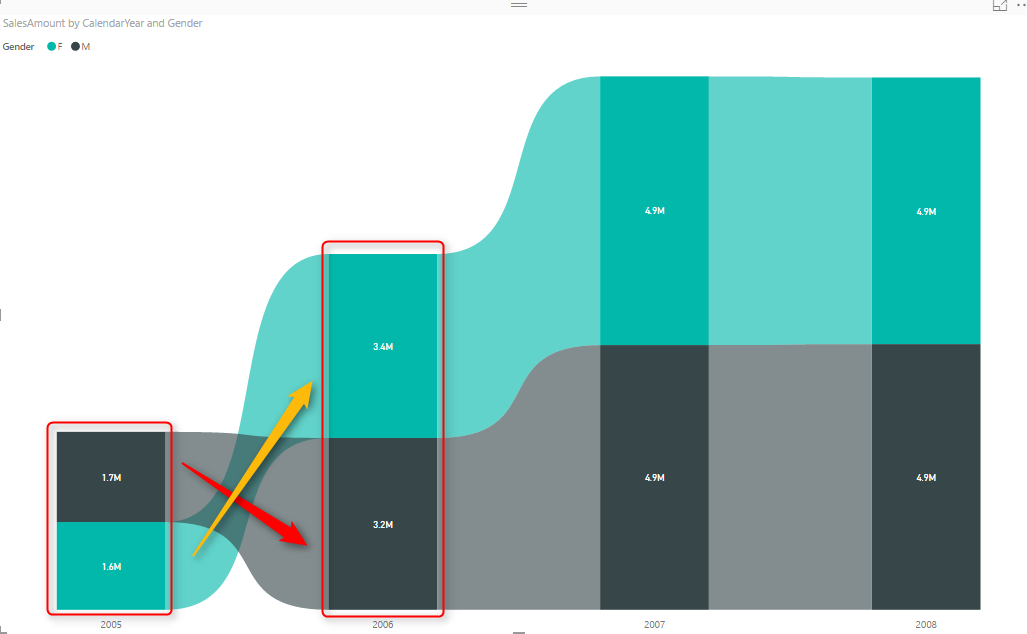 SalesAmount by CalendarYear and Gender
Gender F M
4.9M 4.9M
3.4M
1.7M 4.9M 4.9M
3.2M
1.6M
2005 2006 2007 2008